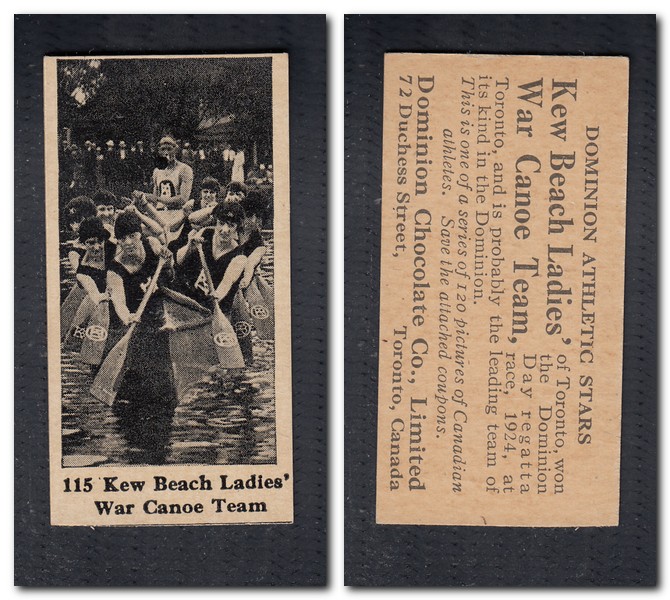 115 Kew Beach Ladies'
War Canoe Team
DOMINION ATHLETIC STARS
Kew Beach Ladies' of Toronto, won
the Dominion
War Canoe Team, Day regatta
race, 1924, at
Toronto, and is probably the leading team of
its kind in the Dominion.
This is one of a series of 120 pictures of Canadian
athletes. Save the attached coupons.
Dominion Chocolate Co., Limited
72 Duchess Street, Toronto, Canada